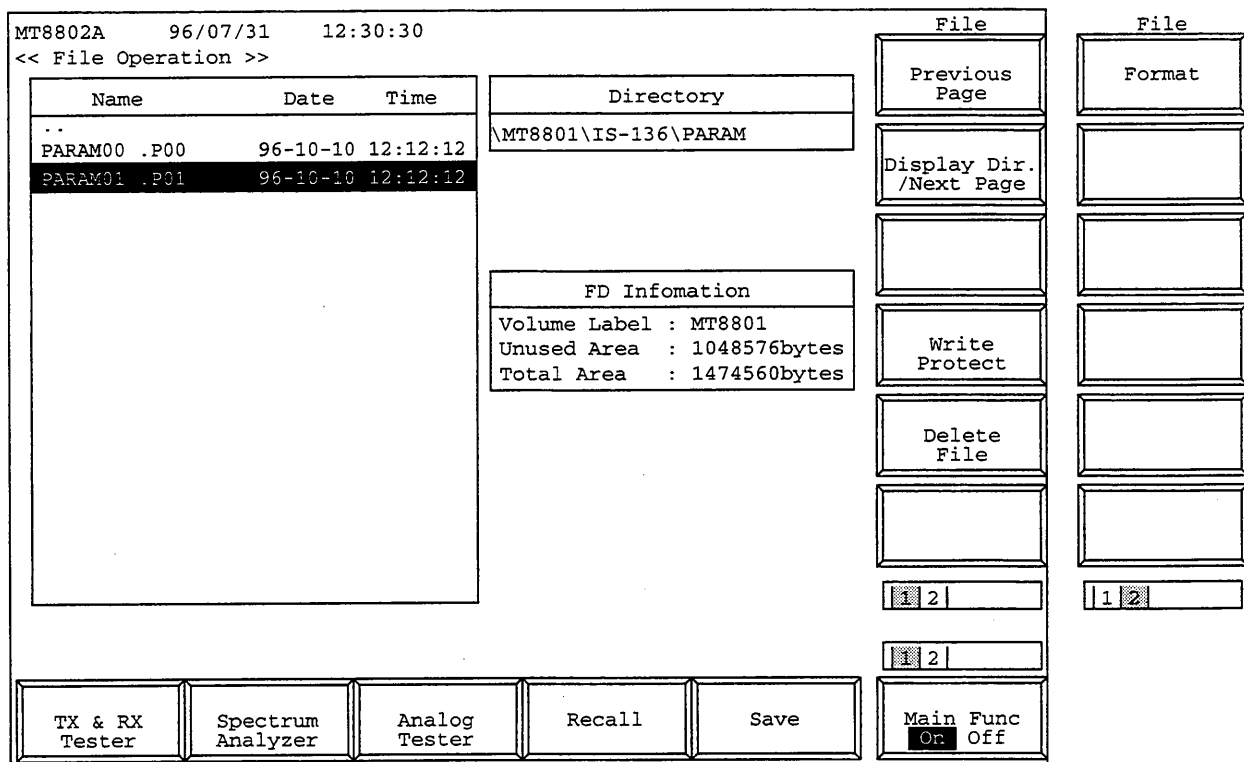 MT8802A 96/07/31 12:30:30
<< File Operation >>
Name Date Time
..
PARAM00 .P00 96-10-10 12:12:12
PARAM01 .P01 96-10-10 12:12:12
Directory
\MT8801\IS-136\PARAM
FD Infomation
Volume Label : MT8801
Unused Area : 1048576bytes
Total Area : 1474560bytes
File
Previous
Page
Display Dir.
/Next Page
Write
Protect
Delete
File
1 2
1 2
File
Format
1 2
TX & RX
Tester
Spectrum
Analyzer
Analog
Tester
Recall
Save
Main Func
On Off